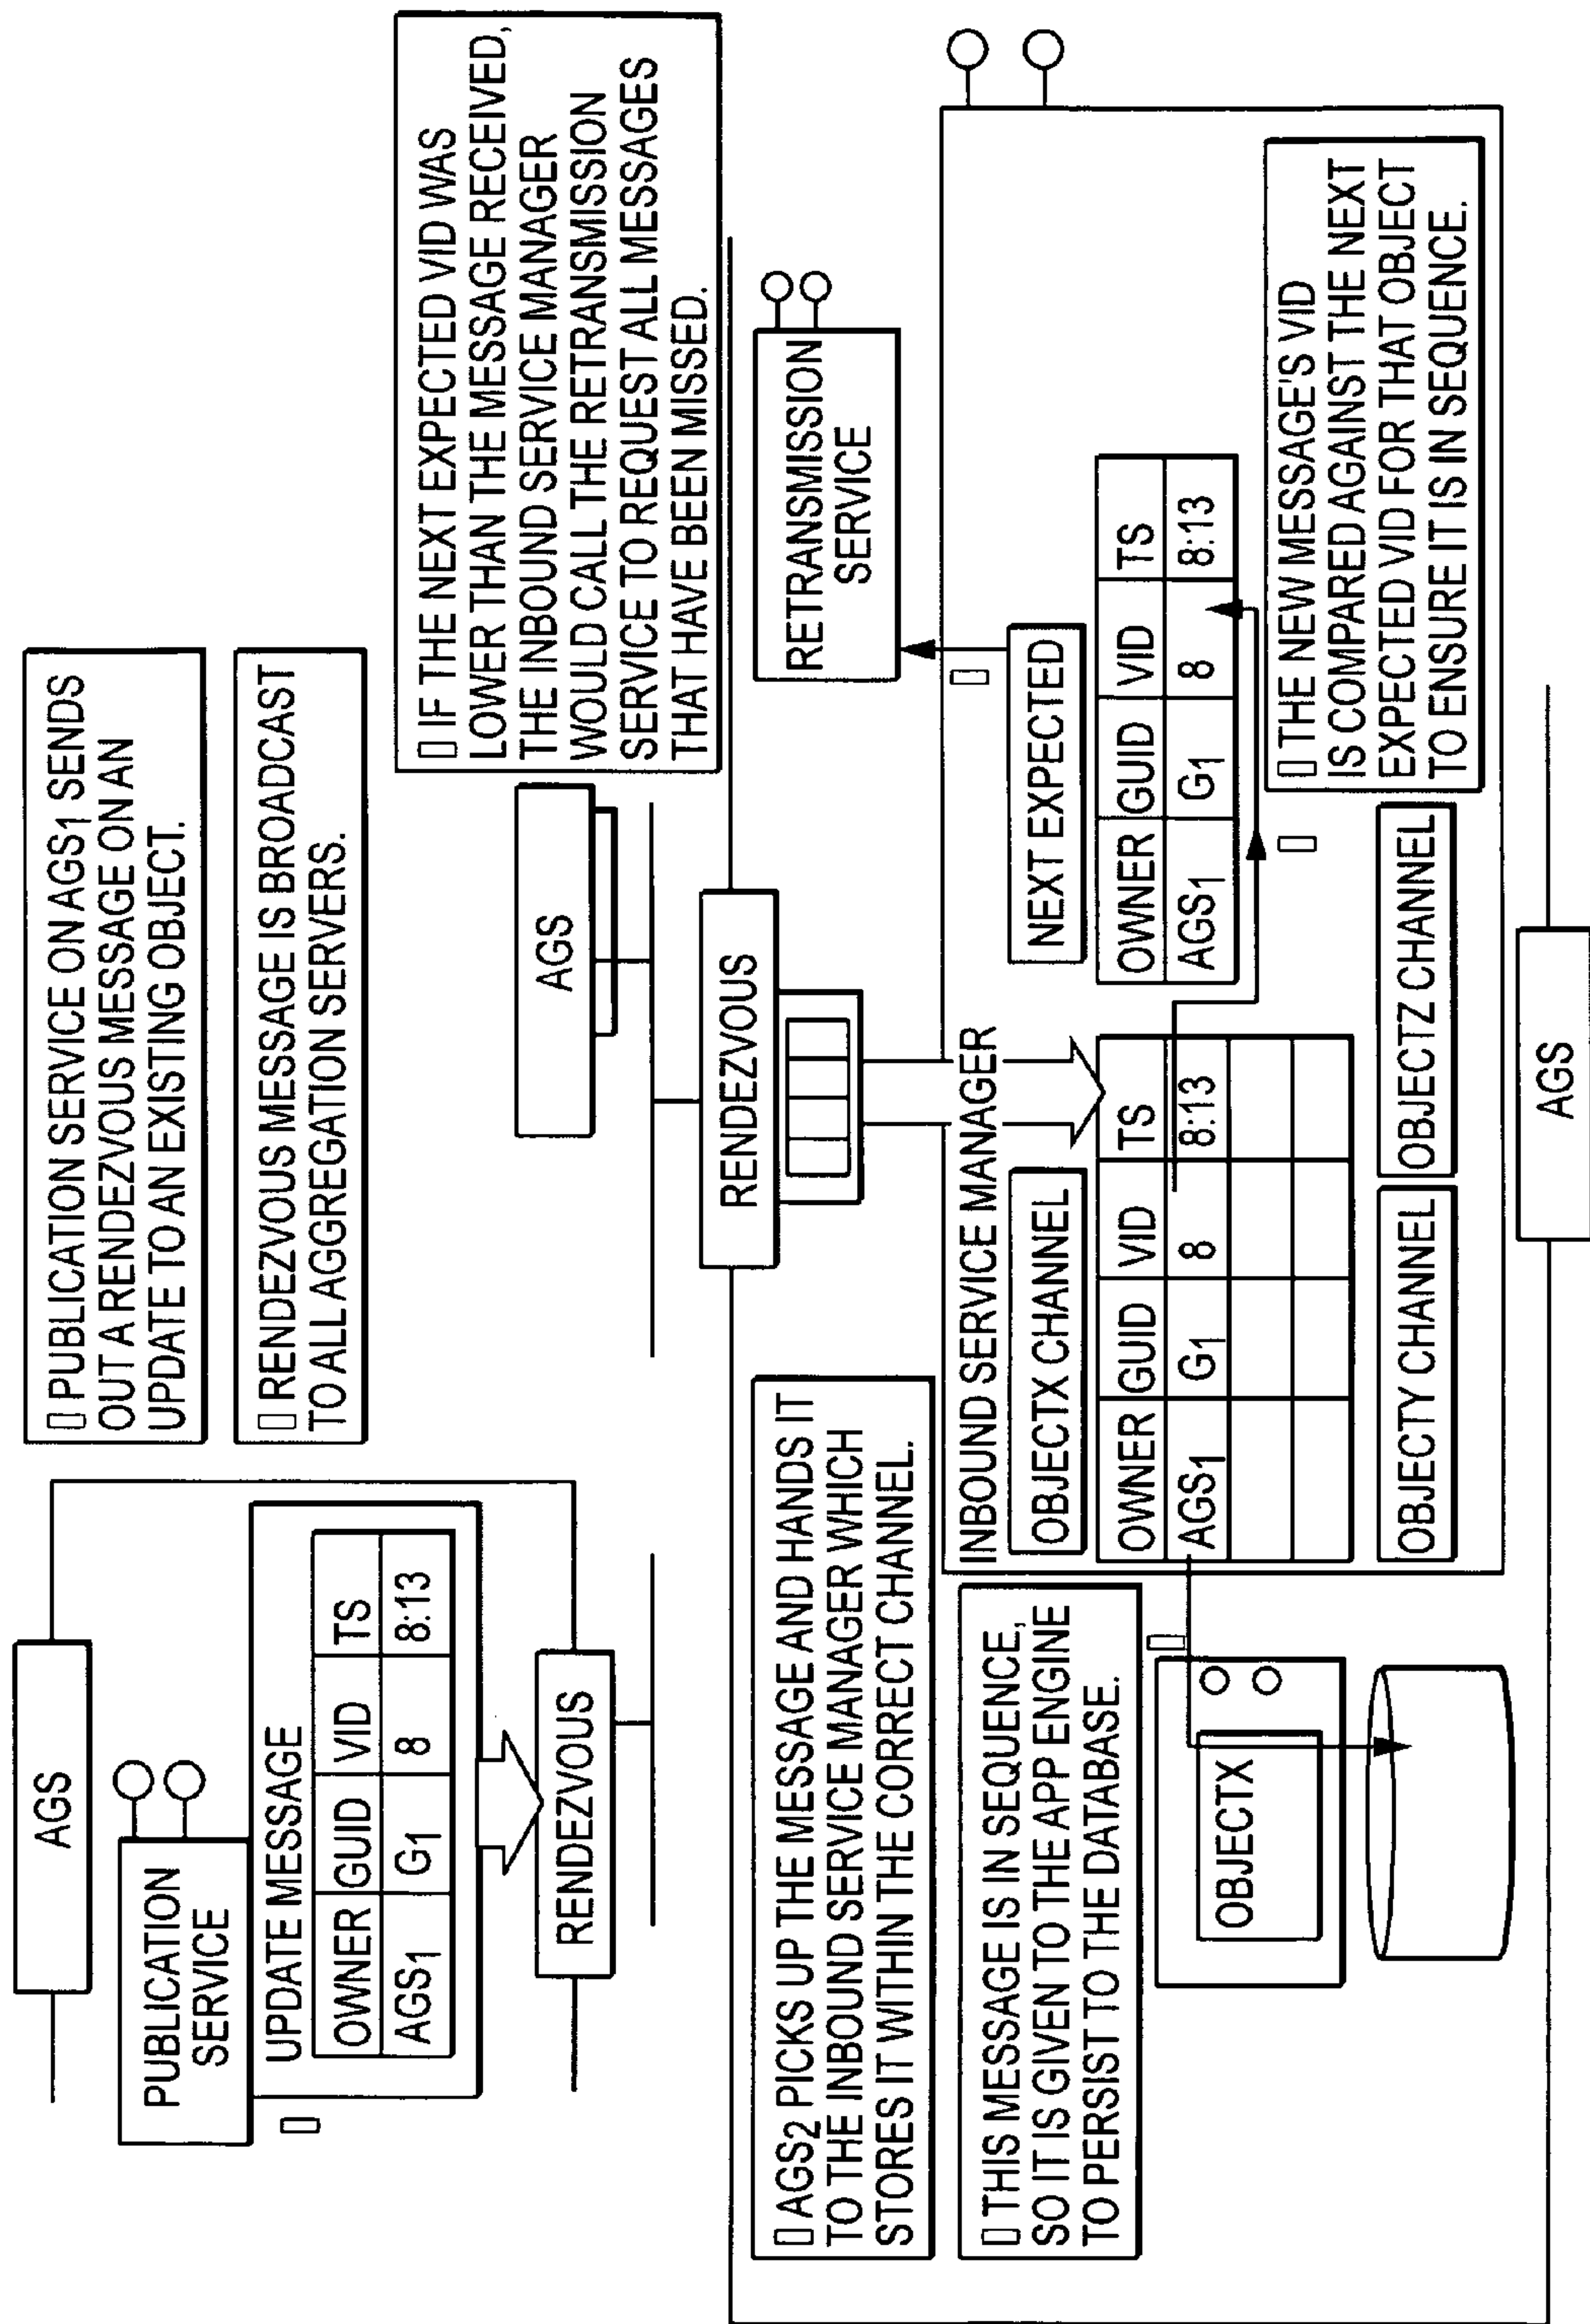 AGS
PUBLICATION
SERVICE
UPDATE MESSAGE
OWNER GUID VID TS
AGS1 G1 8 8:13
RENDEZVOUS
▯ PUBLICATION SERVICE ON AGS1 SENDS
OUT A RENDEZVOUS MESSAGE ON AN
UPDATE TO AN EXISTING OBJECT.
▯ RENDEZVOUS MESSAGE IS BROADCAST
TO ALL AGGREGATION SERVERS.
AGS
▯ IF THE NEXT EXPECTED VID WAS
LOWER THAN THE MESSAGE RECEIVED,
THE INBOUND SERVICE MANAGER
WOULD CALL THE RETRANSMISSION
SERVICE TO REQUEST ALL MESSAGES
THAT HAVE BEEN MISSED.
RENDEZVOUS
▯ AGS2 PICKS UP THE MESSAGE AND HANDS IT
TO THE INBOUND SERVICE MANAGER WHICH
STORES IT WITHIN THE CORRECT CHANNEL.
RETRANSMISSION
SERVICE
▯ THIS MESSAGE IS IN SEQUENCE,
SO IT IS GIVEN TO THE APP ENGINE
TO PERSIST TO THE DATABASE.
OBJECTX
INBOUND SERVICE MANAGER
OBJECTX CHANNEL
OWNER GUID VID TS
AGS1 G1 8 8:13
OBJECTY CHANNEL
OBJECTZ CHANNEL
NEXT EXPECTED
OWNER GUID VID TS
AGS1 G1 8 8:13
▯ THE NEW MESSAGE'S VID
IS COMPARED AGAINST THE NEXT
EXPECTED VID FOR THAT OBJECT
TO ENSURE IT IS IN SEQUENCE.
AGS